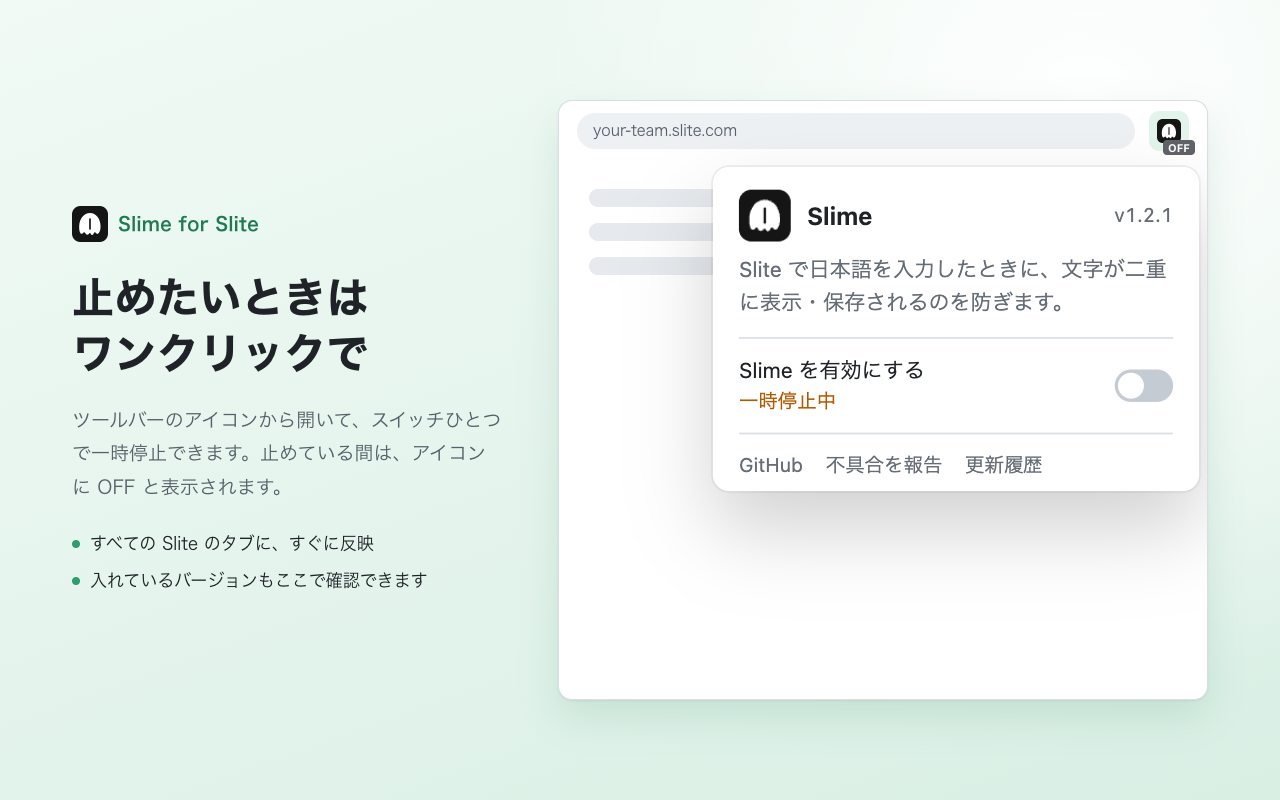 Slime for Slite
止めたいときは
ワンクリックで
ツールバーのアイコンから開いて、スイッチひとつ
で一時停止できます。止めている間は、アイコン
に OFF と表示されます。
すべての Slite のタブに、すぐに反映
入れているバージョンもここで確認できます
your-team.slite.com
OFF
Slime
v1.2.1
Slite で日本語を入力したときに、文字が二重
に表示・保存されるのを防ぎます。
Slime を有効にする
一時停止中
GitHub 不具合を報告 更新履歴